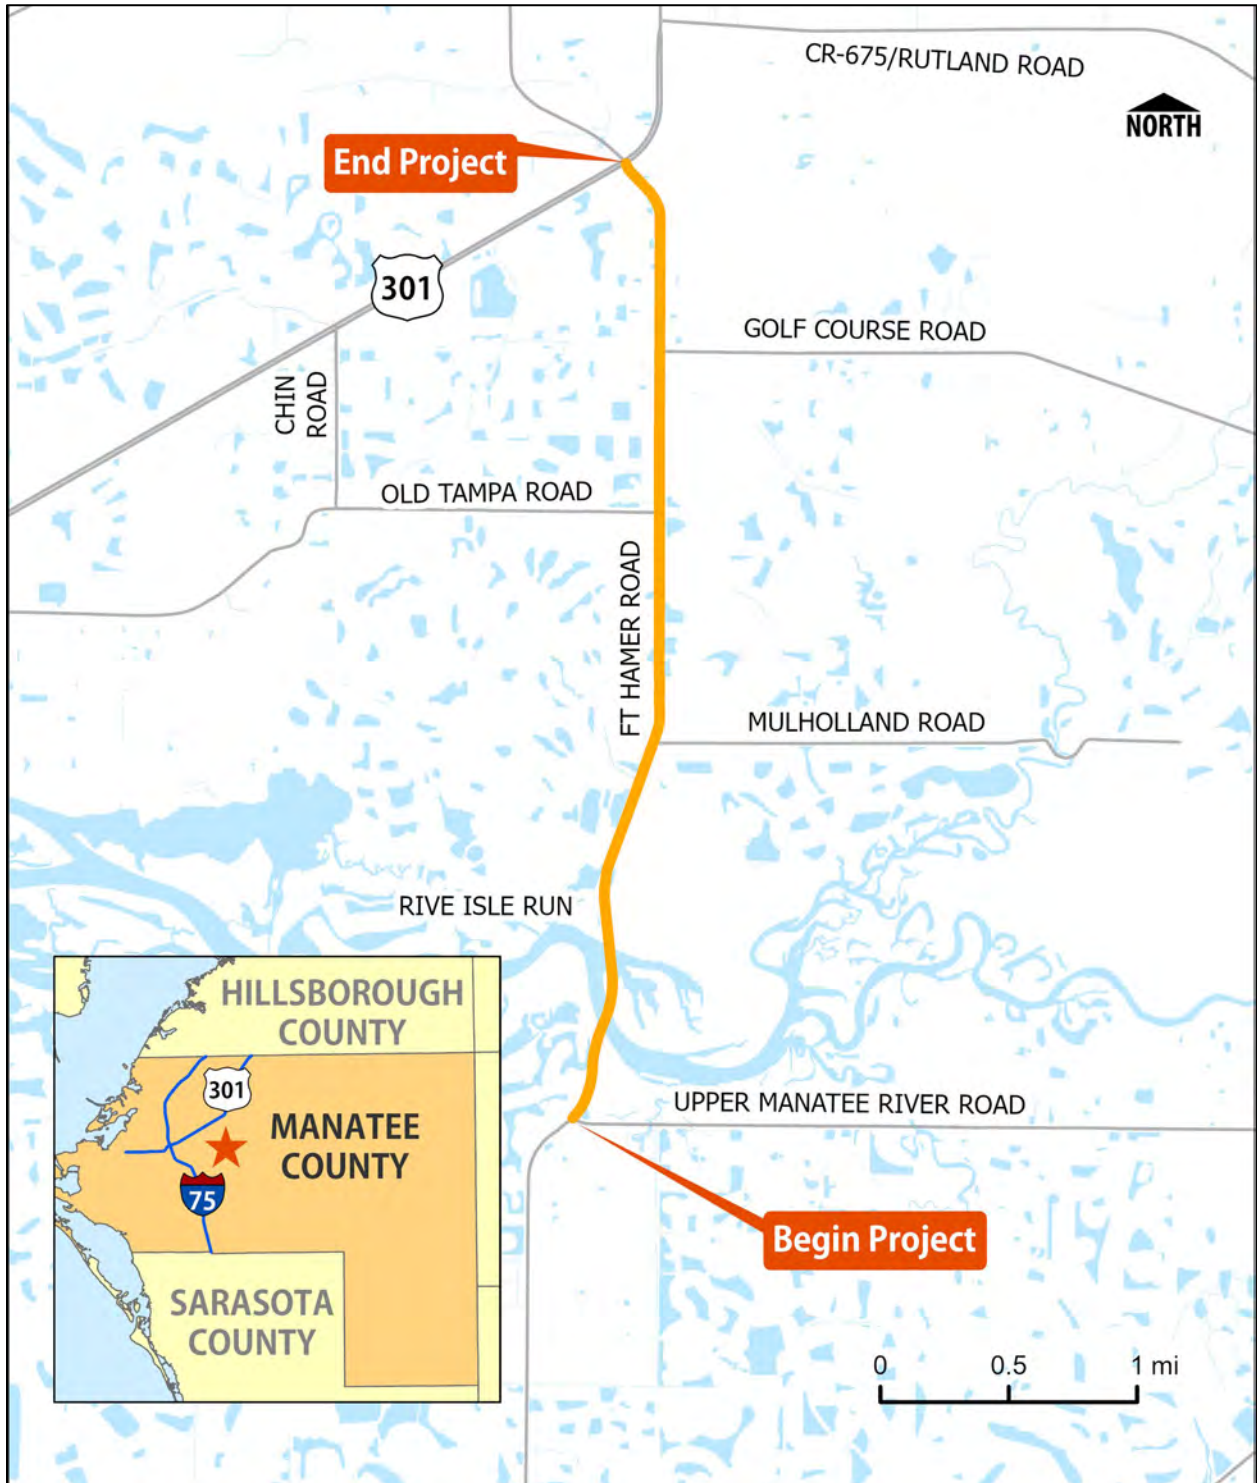 CR-675/RUTLAND ROAD
NORTH
End Project
301
GOLF COURSE ROAD
CHIN
ROAD
OLD TAMPA ROAD
FT HAMER ROAD
MULHOLLAND ROAD
RIVE ISLE RUN
HILLSBOROUGH
COUNTY
301
MANATEE
COUNTY
75
SARASOTA
COUNTY
UPPER MANATEE RIVER ROAD
Begin Project
0 0.5 1 mi